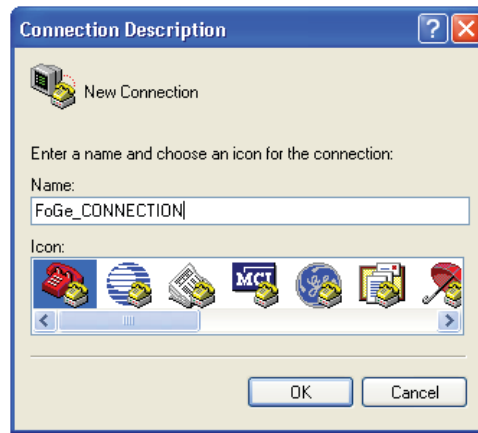 Connection Description
New Connection
Enter a name and choose an icon for the connection:
Name:
FoGe_CONNECTION
Icon:
MCI
OK
Cancel